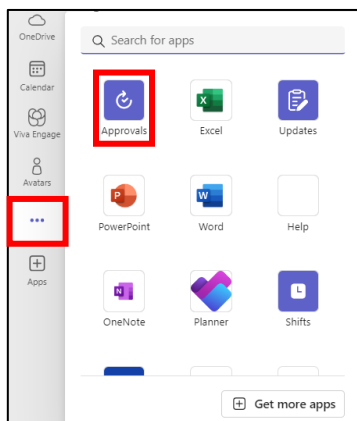 OneDrive
Calendar
Viva Engage
Avatars
Apps
Search for apps
Approvals
Excel
Updates
PowerPoint
Word
Help
OneNote
Planner
Shifts
Get more apps